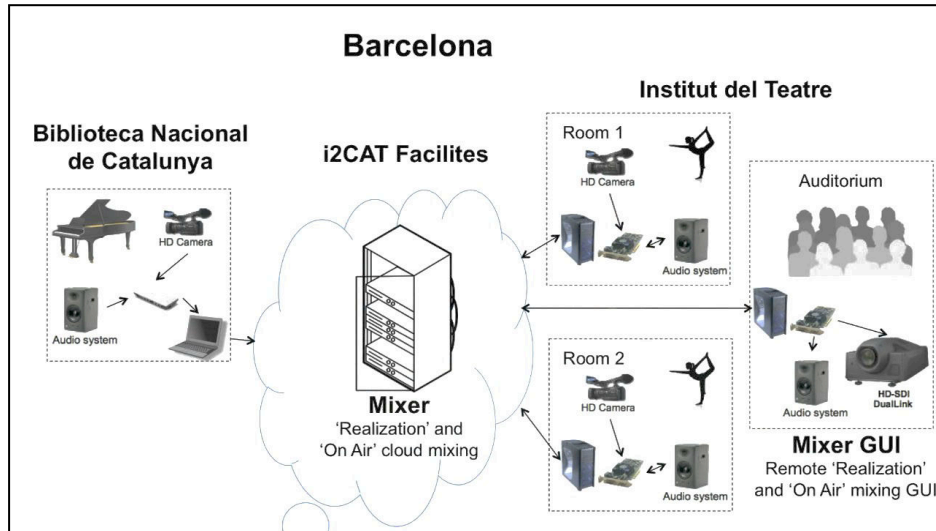 Barcelona
Biblioteca Nacional
de Catalunya
HD Camera
Audio system
i2CAT Facilites
Mixer
‘Realization’ and
‘On Air’ cloud mixing
Institut del Teatre
Room 1
HD Camera
Audio system
Room 2
HD Camera
Audio system
Auditorium
Audio system
HD-SDI
DualLink
Mixer GUI
Remote ‘Realization’
and ‘On Air’ mixing GUI